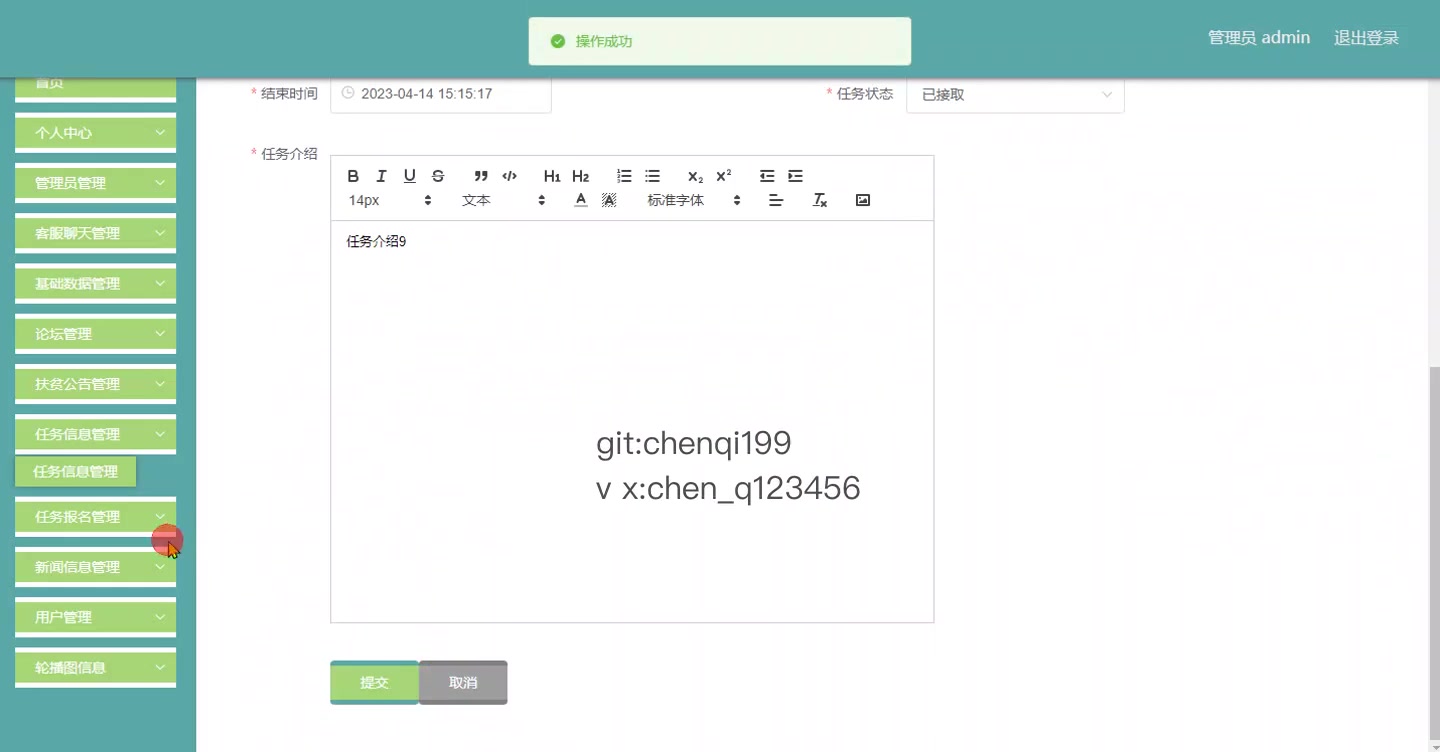 操作成功
管理员 admin
退出登录
首页
个人中心
管理员管理
客服聊天管理
基础数据管理
论坛管理
扶贫公告管理
任务信息管理
任务信息管理
任务报名管理
新闻信息管理
用户管理
轮播图信息
* 结束时间
2023-04-14 15:15:17
* 任务状态
已接取
* 任务介绍
B I U S H1 H2 X2 X2
14px 文本 A A 标准字体 Tx
任务介绍9
git:chenqi199
v x:chen_q123456
提交
取消